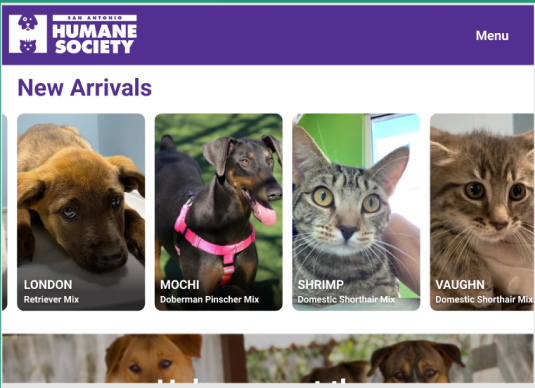 SAN ANTONIO
HUMANE
SOCIETY
Menu
New Arrivals
LONDON
Retriever Mix
MOCHI
Doberman Pinscher Mix
SHRIMP
Domestic Shorthair Mix
VAUGHN
Domestic Shorthair Mix